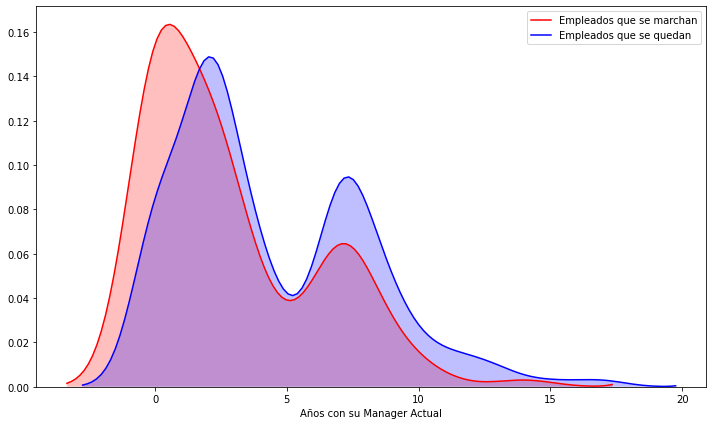 Empleados que se marchan
Empleados que se quedan
0.16
0.14
0.12
0.10
0.08
0.06
0.04
0.02
0.00
0 5 10 15 20
Años con su Manager Actual